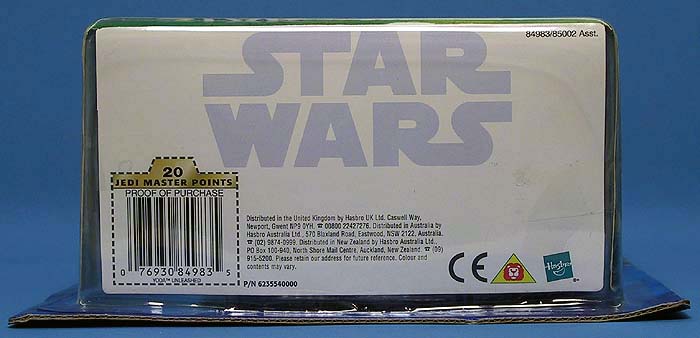 84983/85002 Asst.
STAR
WARS
20
JEDI MASTER POINTS
PROOF OF PURCHASE
0 76930 84983 5
YODA™ UNLEASHED
Distributed in the United Kingdom by Hasbro UK Ltd. Caswell Way,
Newport, Gwent NP9 0YH. ☎ 00800 22427276. Distributed in Australia by
Hasbro Australia Ltd., 570 Blaxland Road, Eastwood, NSW 2122, Australia.
☎ (02) 9874-0999. Distributed in New Zealand by Hasbro Australia Ltd.,
PO Box 100-940, North Shore Mail Centre, Auckland, New Zealand. ☎ (09)
915-5200. Please retain our address for future reference. Colour and
contents may vary.
P/N 6235540000
CE
Hasbro